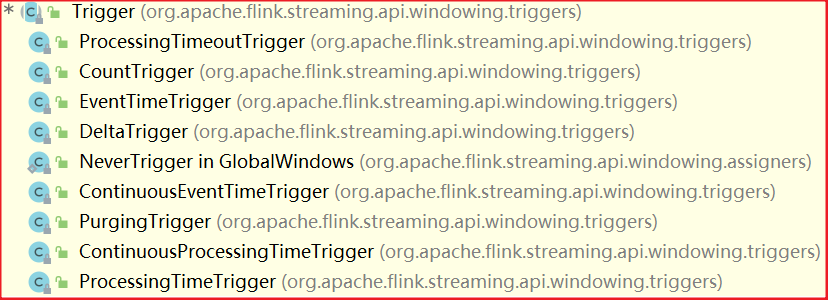 * Trigger (org.apache.flink.streaming.api.windowing.triggers)
ProcessingTimeoutTrigger (org.apache.flink.streaming.api.windowing.triggers)
CountTrigger (org.apache.flink.streaming.api.windowing.triggers)
EventTimeTrigger (org.apache.flink.streaming.api.windowing.triggers)
DeltaTrigger (org.apache.flink.streaming.api.windowing.triggers)
NeverTrigger in GlobalWindows (org.apache.flink.streaming.api.windowing.assigners)
ContinuousEventTimeTrigger (org.apache.flink.streaming.api.windowing.triggers)
PurgingTrigger (org.apache.flink.streaming.api.windowing.triggers)
ContinuousProcessingTimeTrigger (org.apache.flink.streaming.api.windowing.triggers)
ProcessingTimeTrigger (org.apache.flink.streaming.api.windowing.triggers)